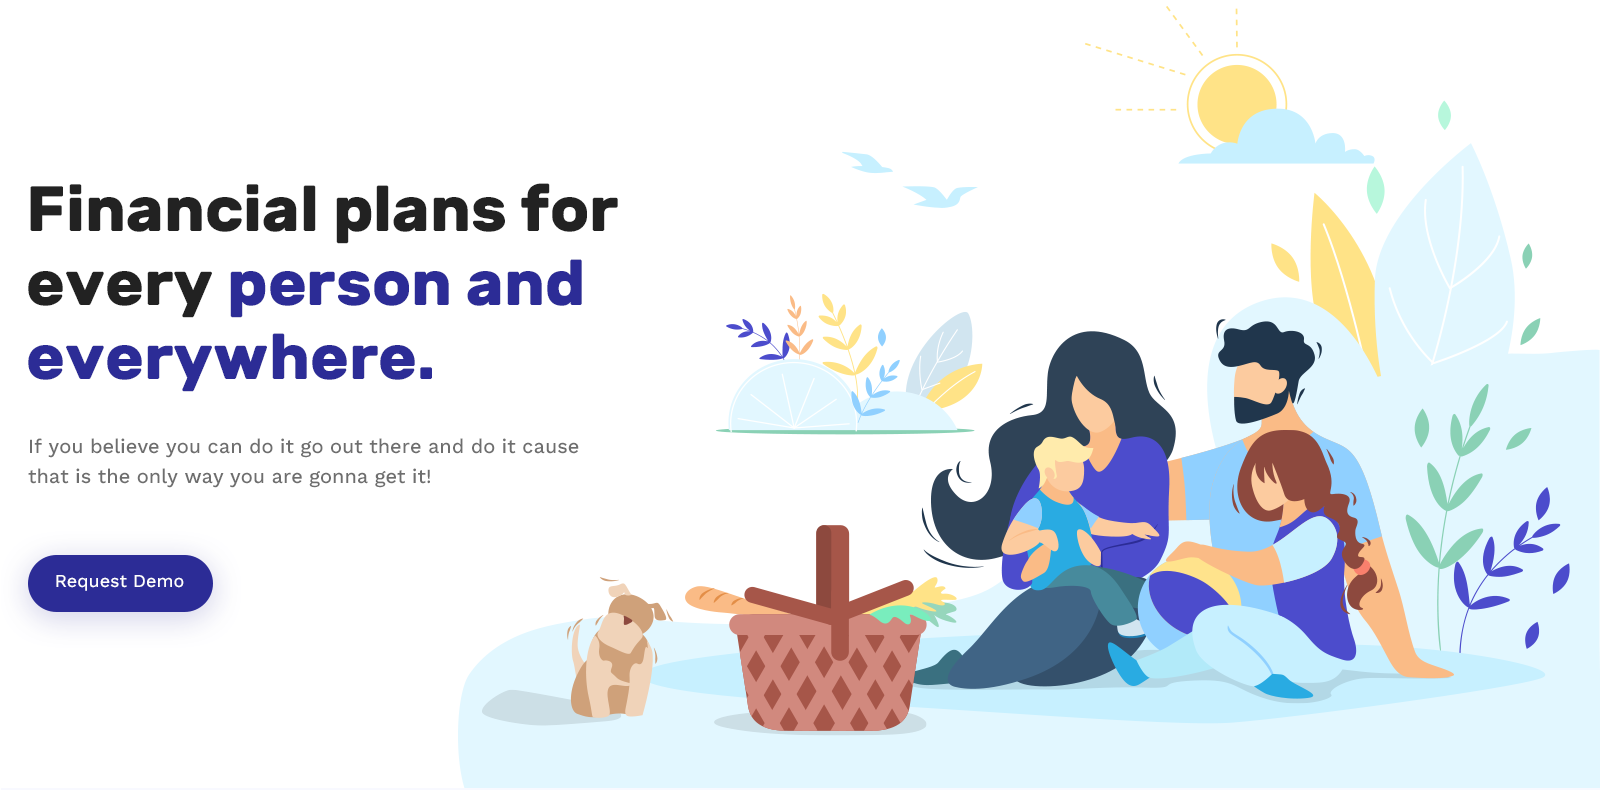 Financial plans for
every person and
everywhere.
If you believe you can do it go out there and do it cause
that is the only way you are gonna get it!
Request Demo